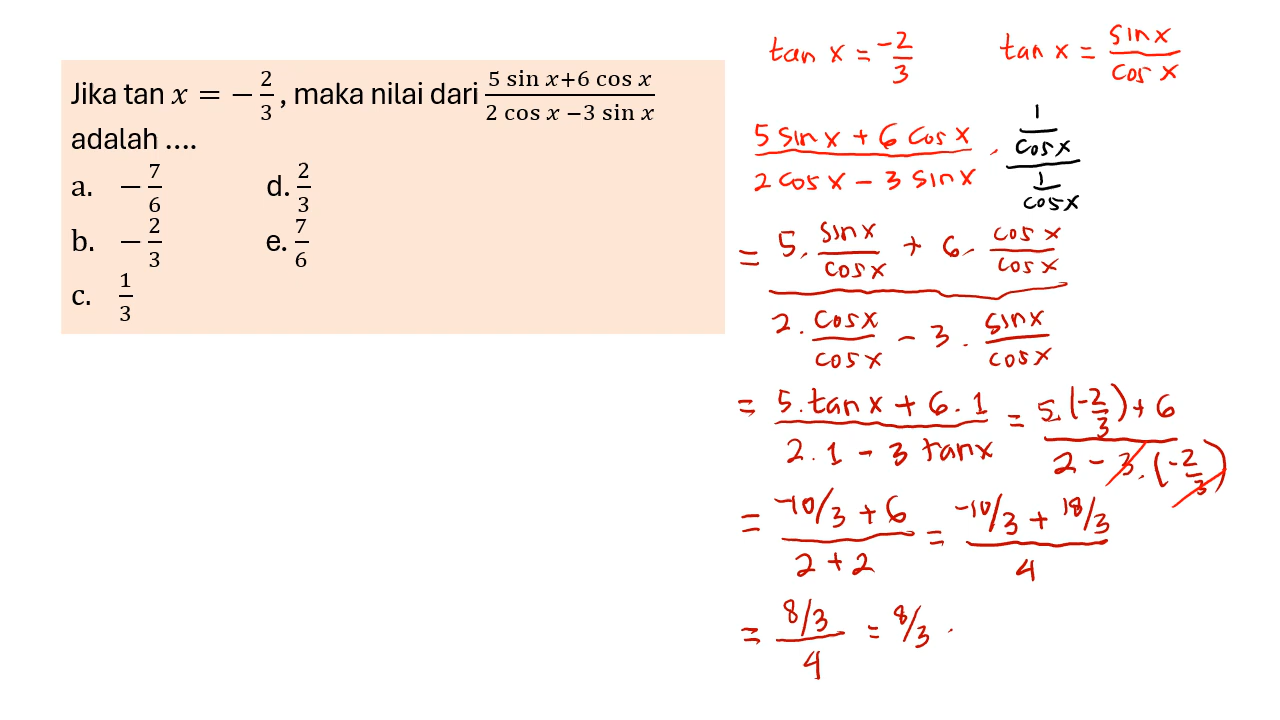 Jika tan x = −2/3, maka nilai dari (5 sin x+6 cos x)/(2 cos x −3 sin x)
adalah ....
a. −7/6 d. 2/3
b. −2/3 e. 7/6
c. 1/3
tan x = -2/3 tan x = sin x/cos x
(5 sin x + 6 cos x)/(2 cos x - 3 sin x) . (1/cos x)/(1/cos x)
= (5. sin x/cos x + 6. cos x/cos x)/(2. cos x/cos x - 3. sin x/cos x)
= (5. tan x + 6. 1)/(2. 1 - 3 tan x) = (5.(-2/3) + 6)/(2 - 3.(-2/3))
= (-10/3 + 6)/(2 + 2) = (-10/3 + 18/3)/4
= (8/3)/4 = 8/3 .